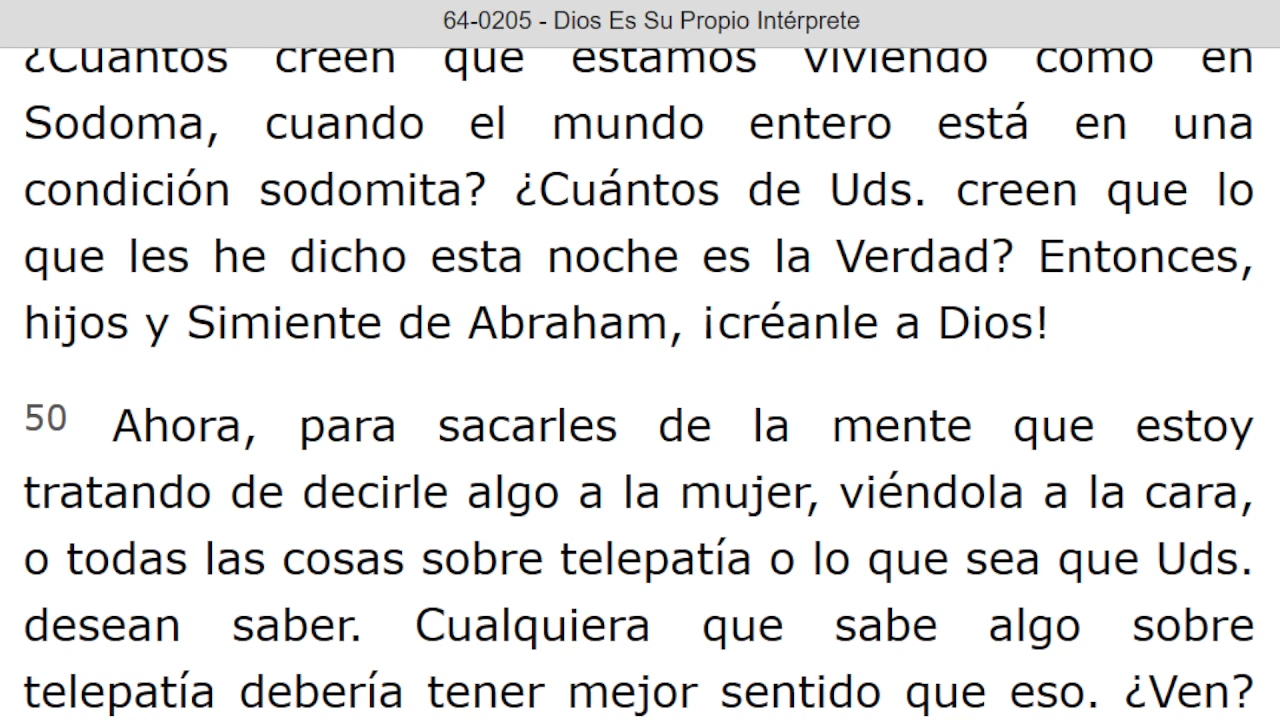 64-0205 - Dios Es Su Propio Intérprete
¿Cuántos creen que estamos viviendo como en
Sodoma, cuando el mundo entero está en una
condición sodomita? ¿Cuántos de Uds. creen que lo
que les he dicho esta noche es la Verdad? Entonces,
hijos y Simiente de Abraham, ¡créanle a Dios!
50 Ahora, para sacarles de la mente que estoy
tratando de decirle algo a la mujer, viéndola a la cara,
o todas las cosas sobre telepatía o lo que sea que Uds.
desean saber. Cualquiera que sabe algo sobre
telepatía debería tener mejor sentido que eso. ¿Ven?